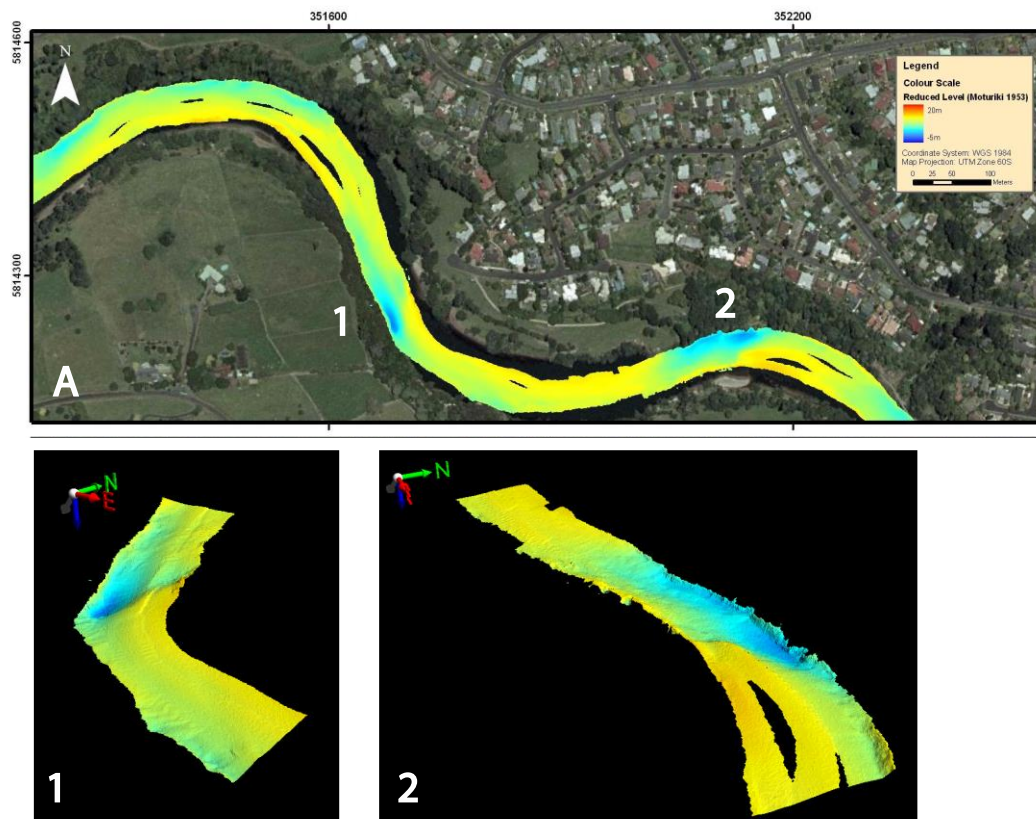 351600
352200
5814600
5814300
N
Legend
Colour Scale
Reduced Level (Moturiki 1953)
20m
-5m
Coordinate System: WGS 1984
Map Projection: UTM Zone 60S
0 25 50 100
Meters
1
2
A
N
E
1
N
2